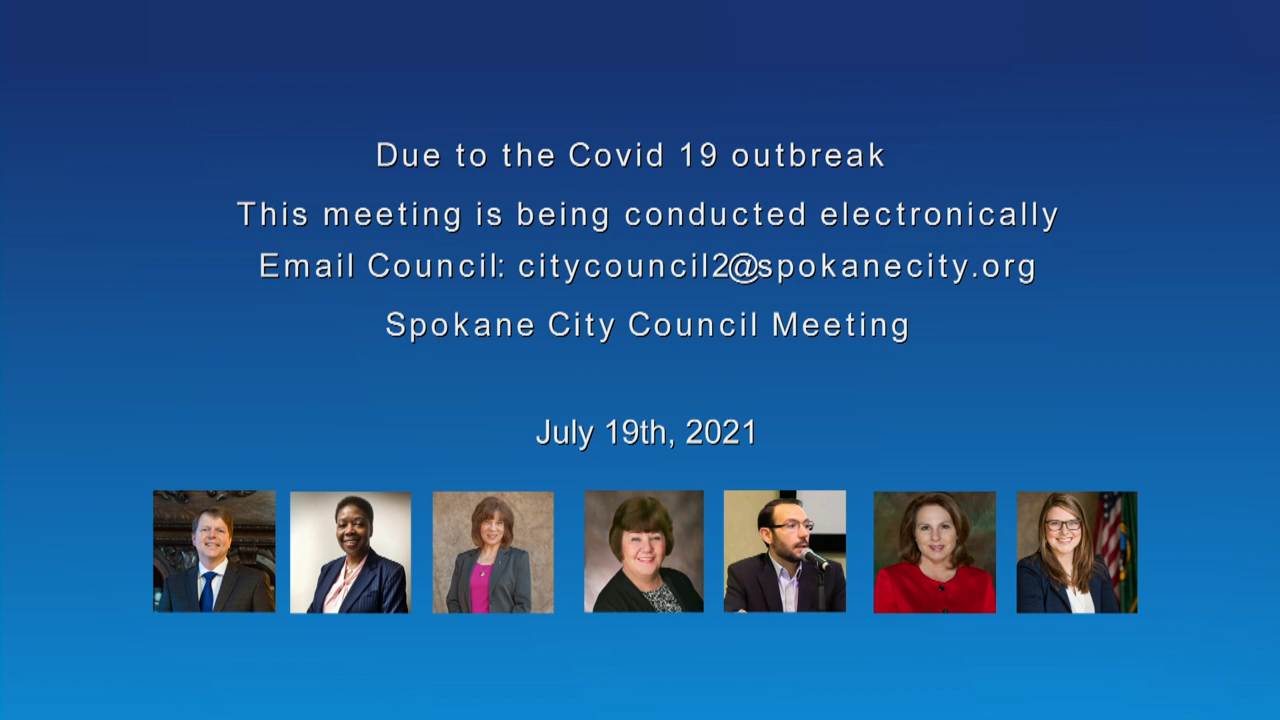 Due to the Covid 19 outbreak
This meeting is being conducted electronically
Email Council: citycouncil2@spokanecity.org
Spokane City Council Meeting
July 19th, 2021